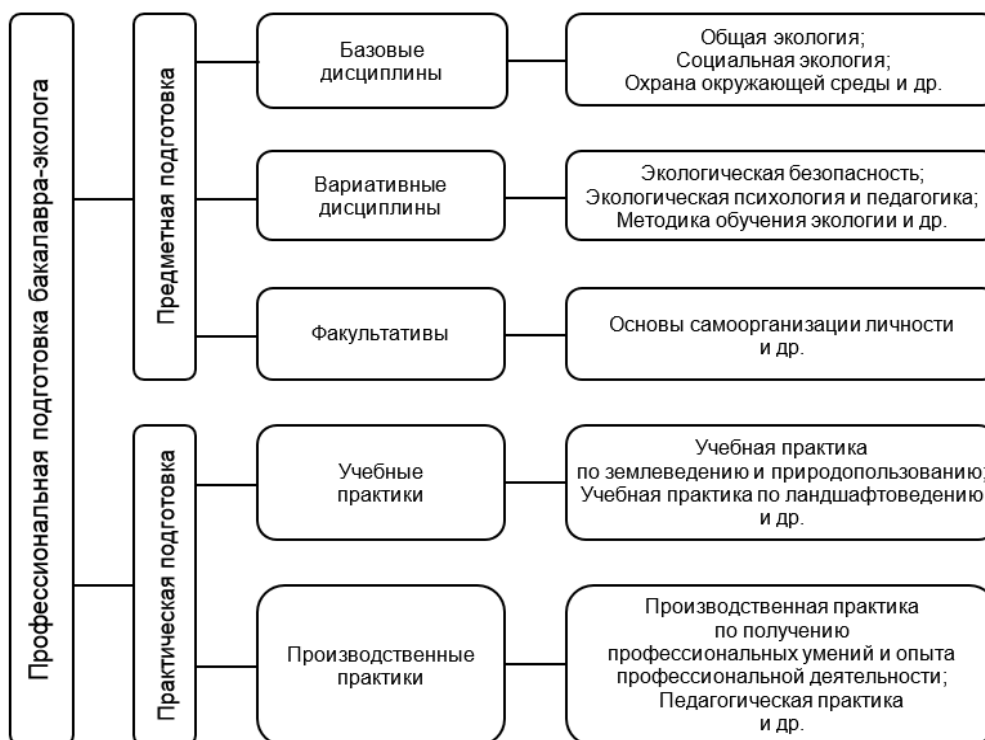 Профессиональная подготовка бакалавра-эколога
Предметная подготовка
Базовые
дисциплины
Общая экология;
Социальная экология;
Охрана окружающей среды и др.
Вариативные
дисциплины
Экологическая безопасность;
Экологическая психология и педагогика;
Методика обучения экологии и др.
Факультативы
Основы самоорганизации личности
и др.
Практическая подготовка
Учебные
практики
Учебная практика
по землеведению и природопользованию;
Учебная практика по ландшафтоведению
и др.
Производственные
практики
Производственная практика
по получению
профессиональных умений и опыта
профессиональной деятельности;
Педагогическая практика
и др.